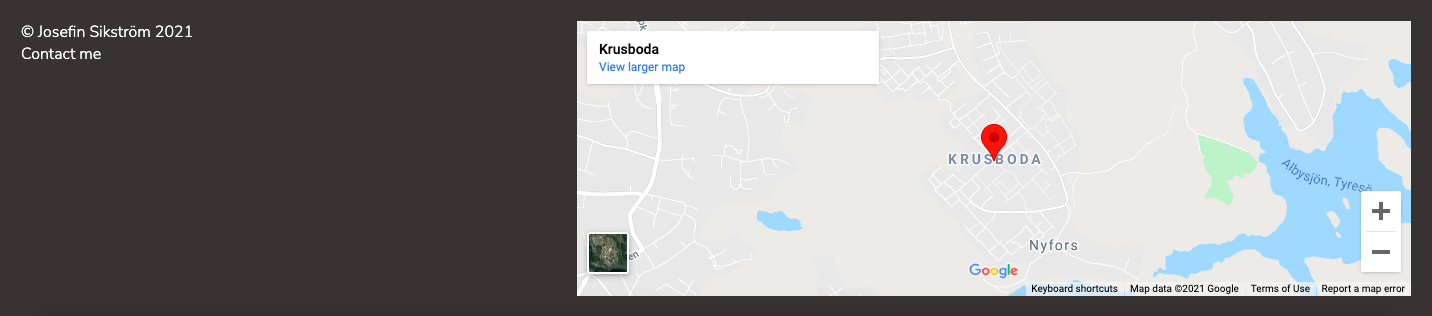 © Josefin Sikström 2021
Contact me
Krusboda
View larger map
KRUSBODA
Albysjön, Tyresö
Nyfors
en
Google
Keyboard shortcuts
Map data ©2021 Google
Terms of Use
Report a map error